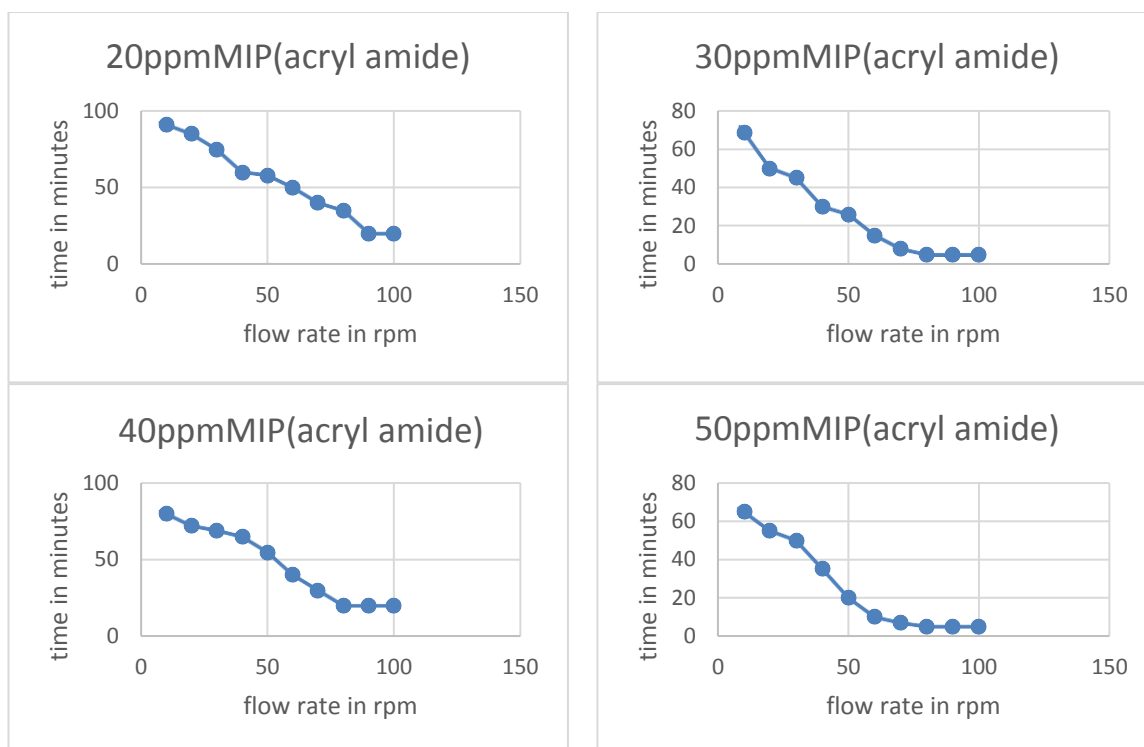 20ppmMIP(acryl amide)
100
50
0
time in minutes
0 50 100 150
flow rate in rpm
30ppmMIP(acryl amide)
80
60
40
20
0
time in minutes
0 50 100 150
flow rate in rpm
40ppmMIP(acryl amide)
100
50
0
time in minutes
0 50 100 150
flow rate in rpm
50ppmMIP(acryl amide)
80
60
40
20
0
time in minutes
0 50 100 150
flow rate in rpm